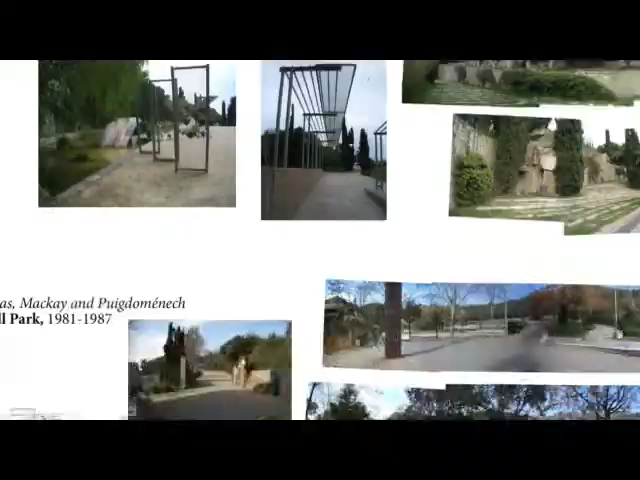 as, Mackay and Puigdoménech
ll Park, 1981-1987